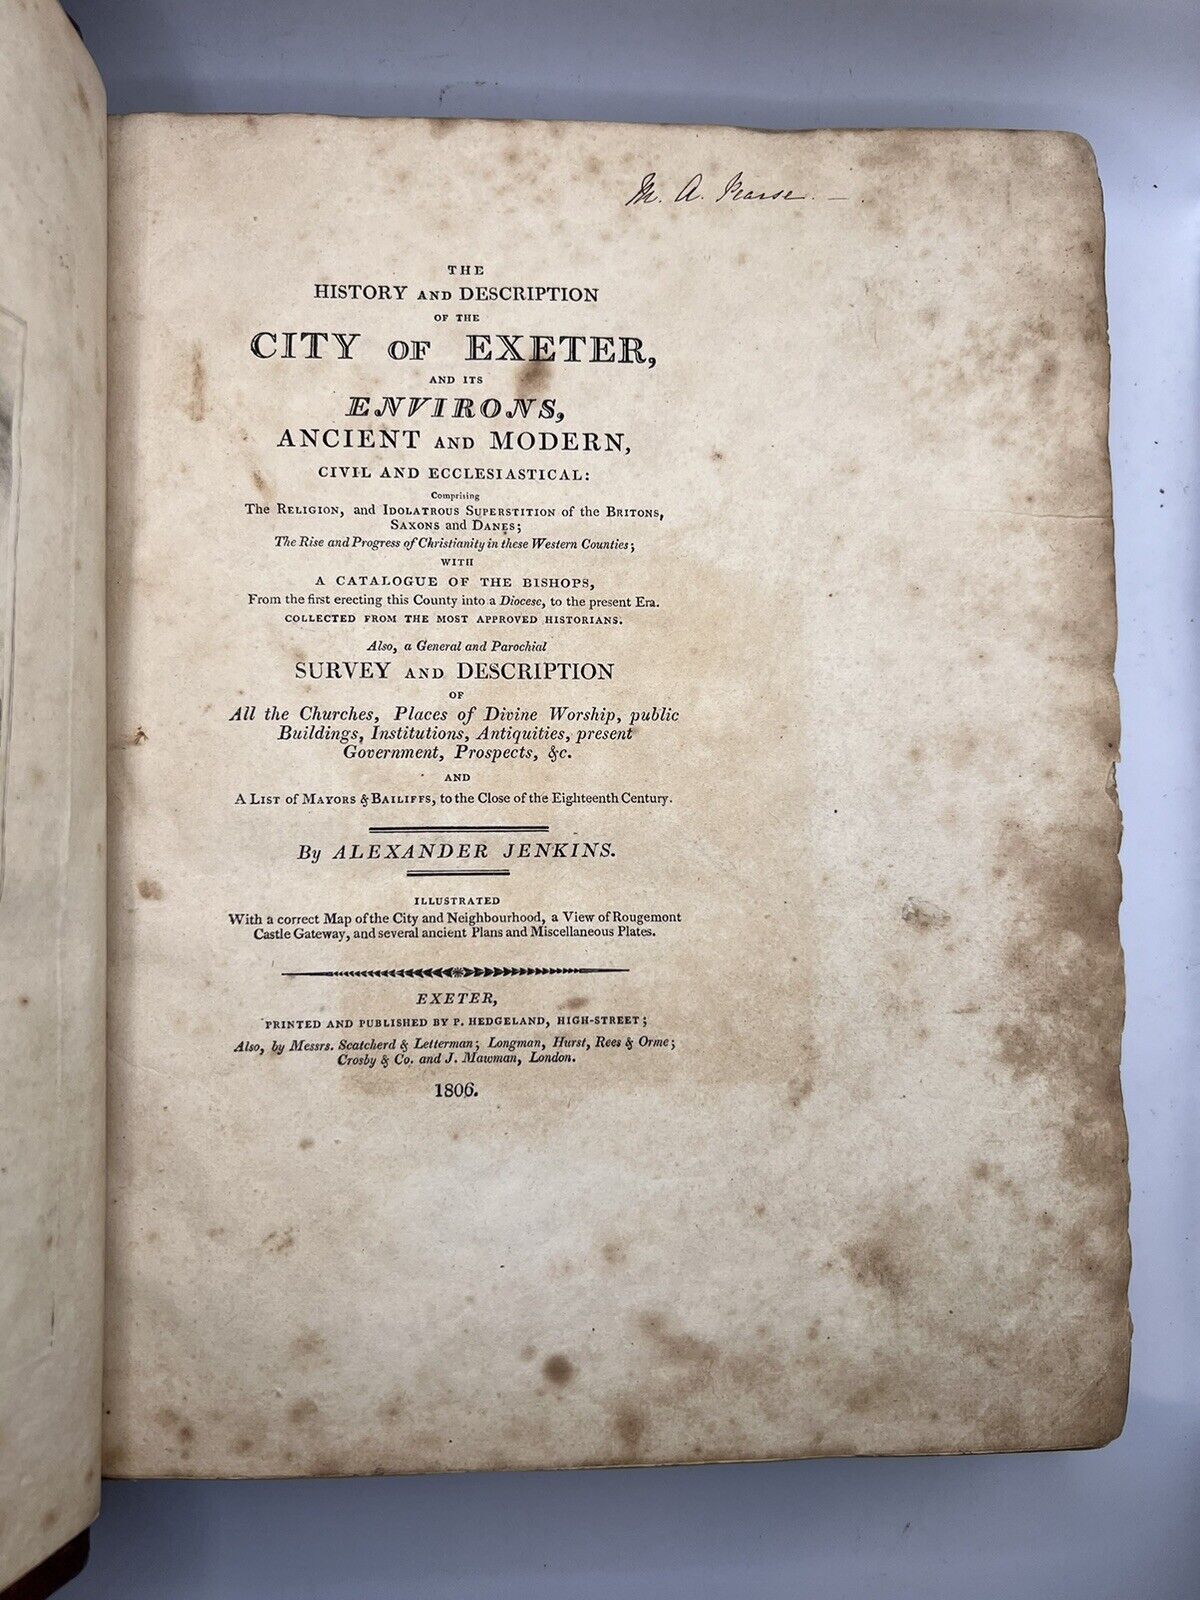 M. A. Pearse. —.
THE
HISTORY AND DESCRIPTION
OF THE
CITY OF EXETER,
AND ITS
ENVIRONS,
ANCIENT AND MODERN,
CIVIL AND ECCLESIASTICAL:
Comprising
The RELIGION, and IDOLATROUS SUPERSTITION of the BRITONS,
SAXONS and DANES;
The Rise and Progress of Christianity in these Western Counties;
WITH
A CATALOGUE OF THE BISHOPS,
From the first erecting this County into a Diocese, to the present Era.
COLLECTED FROM THE MOST APPROVED HISTORIANS.
Also, a General and Parochial
SURVEY AND DESCRIPTION
OF
All the Churches, Places of Divine Worship, public
Buildings, Institutions, Antiquities, present
Government, Prospects, &c.
AND
A LIST of MAYORS & BAILIFFS, to the Close of the Eighteenth Century.
By ALEXANDER JENKINS.
ILLUSTRATED
With a correct Map of the City and Neighbourhood, a View of Rougemont
Castle Gateway, and several ancient Plans and Miscellaneous Plates.
EXETER,
PRINTED AND PUBLISHED BY P. HEDGELAND, HIGH-STREET;
Also, by Messrs. Scatcherd & Letterman; Longman, Hurst, Rees & Orme;
Crosby & Co. and J. Mawman, London.
1806.